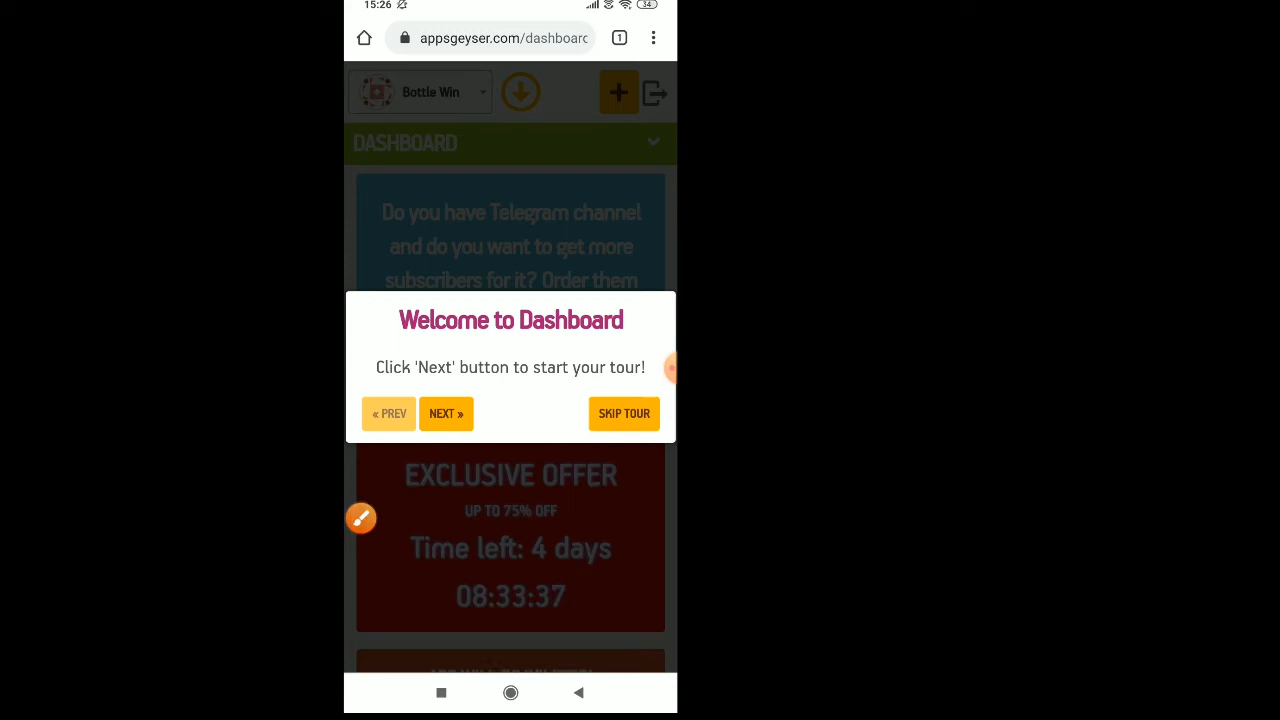 15:26
34
appsgeyser.com/dashboard
Bottle Win
DASHBOARD
Do you have Telegram channel
and do you want to get more
subscribers for it? Order them
Welcome to Dashboard
Click 'Next' button to start your tour!
« PREV
NEXT »
SKIP TOUR
EXCLUSIVE OFFER
UP TO 75% OFF
Time left: 4 days
08:33:37